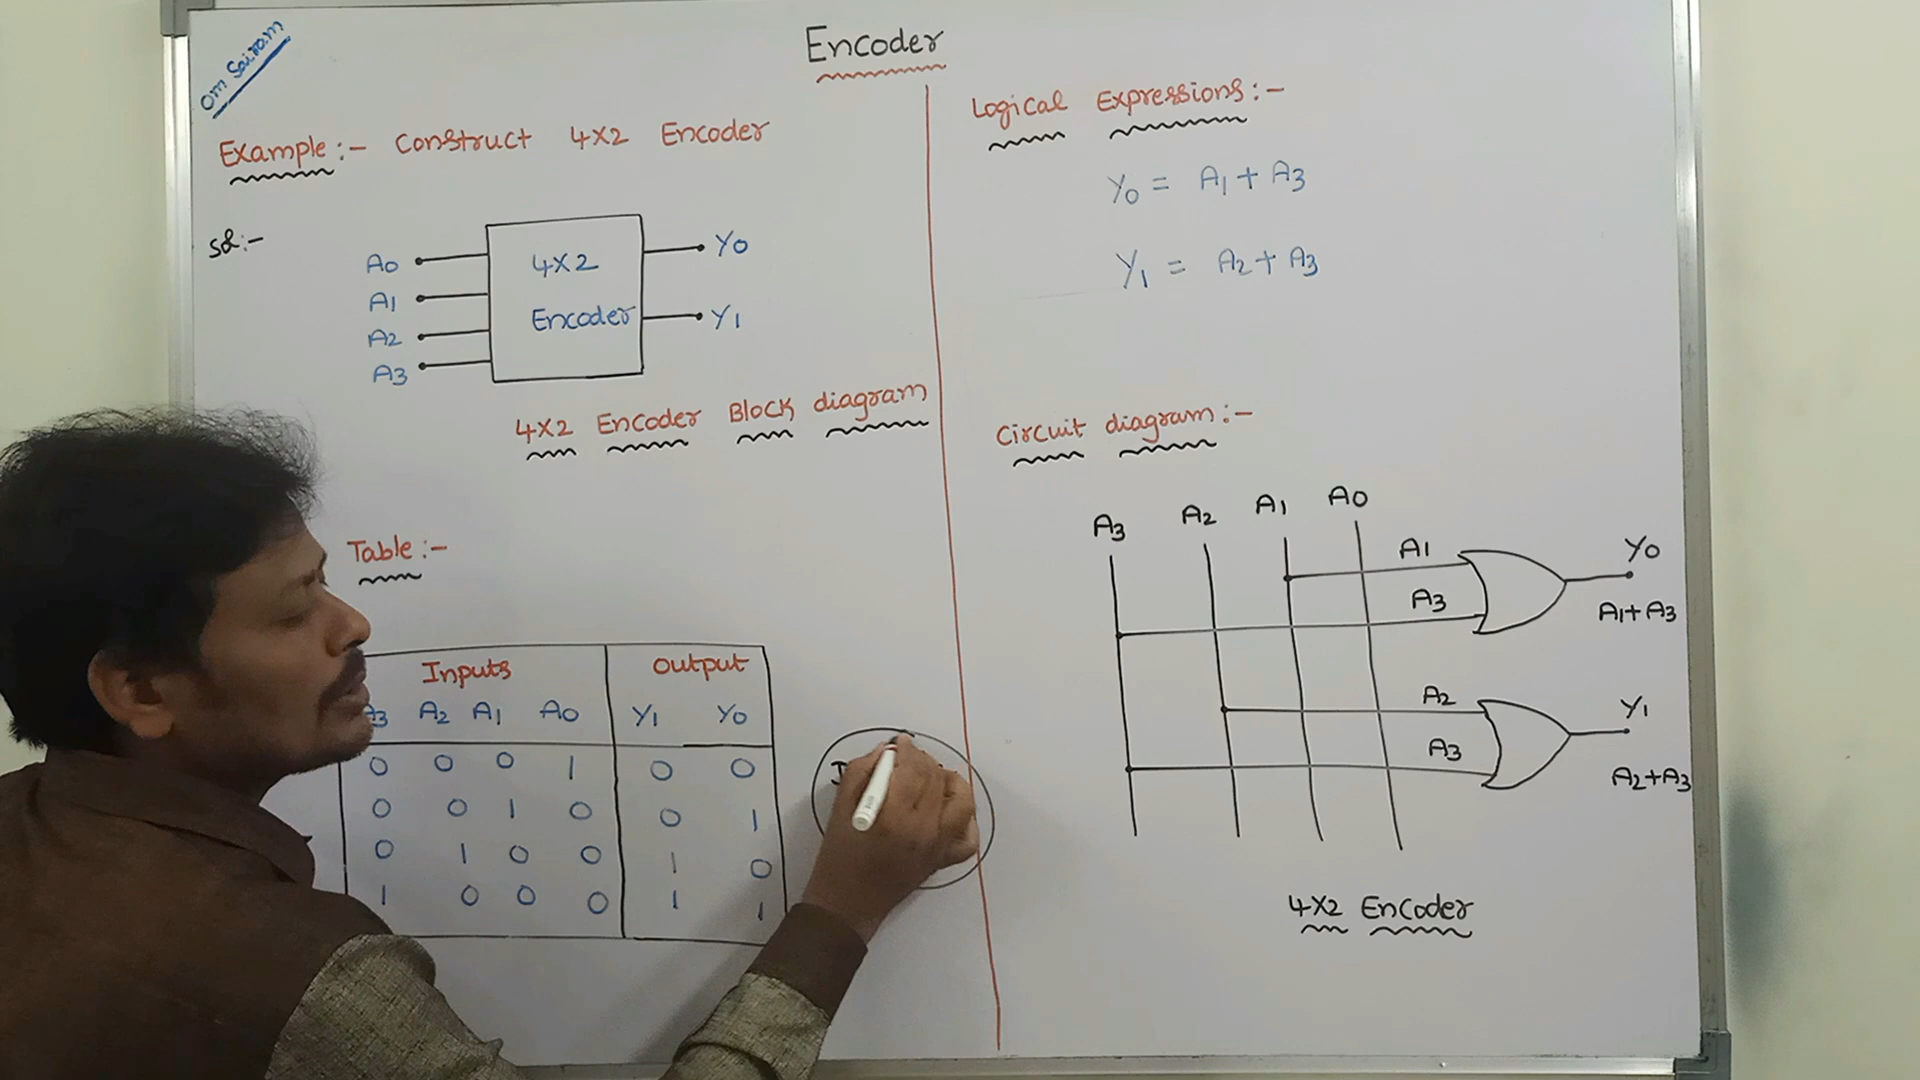 Om Sairam
Encoder
Example:- Construct 4X2 Encoder
Sol:-
A0
A1
A2
A3
4X2
Encoder
Y0
Y1
4X2 Encoder Block diagram
Table:-
Inputs Output
A3 A2 A1 A0 Y1 Y0
0 0 0 1 0 0
0 0 1 0 0 1
0 1 0 0 1 0
1 0 0 0 1 1
Logical Expressions:-
Y0 = A1 + A3
Y1 = A2 + A3
Circuit diagram:-
A3 A2 A1 A0
A1
A3
Y0
A1+A3
A2
A3
Y1
A2+A3
4X2 Encoder